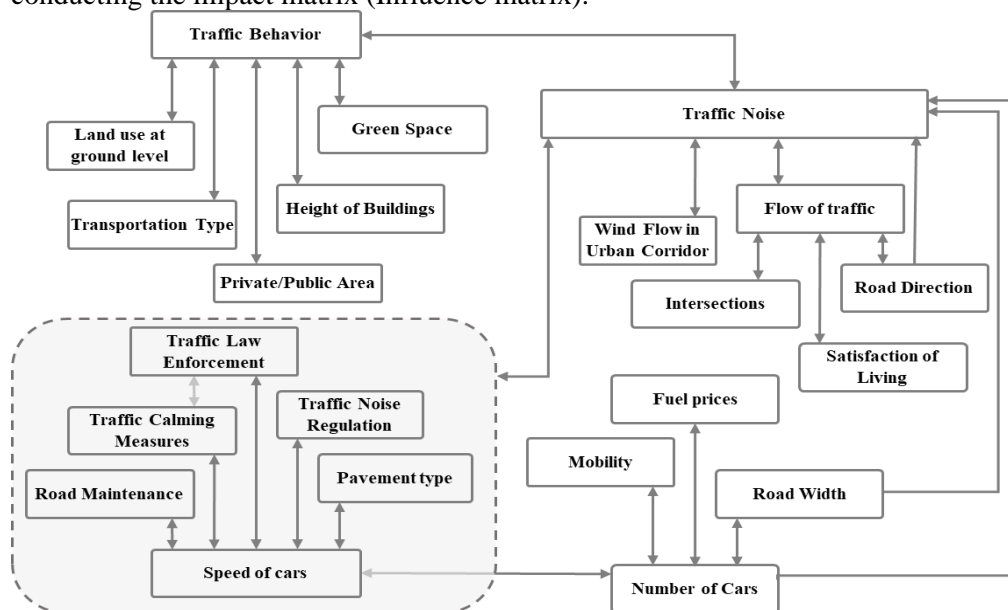 conducting the impact matrix (Influence matrix).
Traffic Behavior
Traffic Noise
Green Space
Land use at
ground level
Height of Buildings
Transportation Type
Flow of traffic
Wind Flow in
Urban Corridor
Private/Public Area
Road Direction
Intersections
Traffic Law
Enforcement
Satisfaction of
Living
Fuel prices
Traffic Noise
Regulation
Traffic Calming
Measures
Mobility
Pavement type
Road Maintenance
Road Width
Speed of cars
Number of Cars